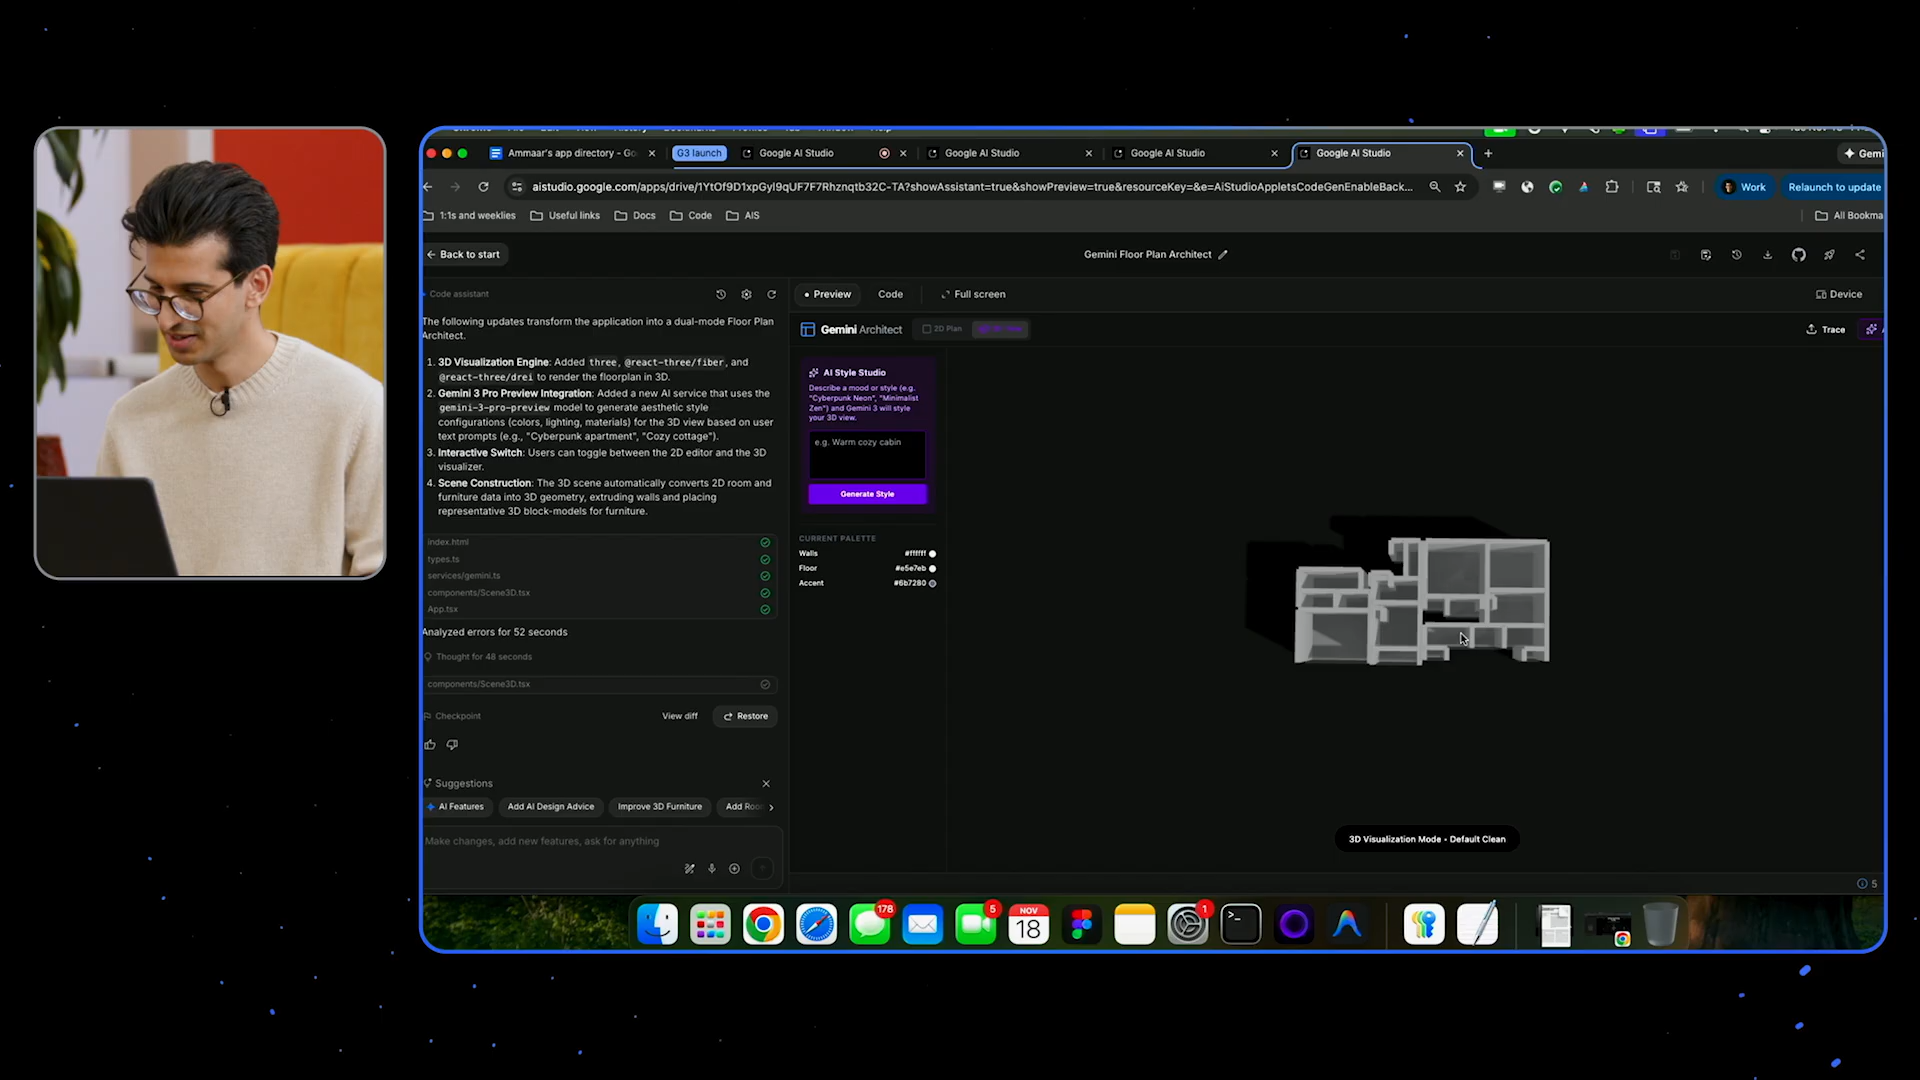 Ammaar's app directory - Go
G3 launch
Google AI Studio
Google AI Studio
Google AI Studio
Google AI Studio
Gemi
aistudio.google.com/apps/drive/1YtOf9D1xpGyl9qUF7F7Rhznqtb32C-TA?showAssistant=true&showPreview=true&resourceKey=&e=AiStudioAppletsCodeGenEnableBack...
Work
Relaunch to update
1:1s and weeklies
Useful links
Docs
Code
AIS
All Bookma
Back to start
Gemini Floor Plan Architect
Code assistant
Preview
Code
Full screen
Device
The following updates transform the application into a dual-mode Floor Plan
Architect.
1. 3D Visualization Engine: Added three, @react-three/fiber, and
@react-three/drei to render the floorplan in 3D.
2. Gemini 3 Pro Preview Integration: Added a new AI service that uses the
gemini-3-pro-preview model to generate aesthetic style
configurations (colors, lighting, materials) for the 3D view based on user
text prompts (e.g., "Cyberpunk apartment", "Cozy cottage").
3. Interactive Switch: Users can toggle between the 2D editor and the 3D
visualizer.
4. Scene Construction: The 3D scene automatically converts 2D room and
furniture data into 3D geometry, extruding walls and placing
representative 3D block-models for furniture.
index.html
types.ts
services/gemini.ts
components/Scene3D.tsx
App.tsx
Analyzed errors for 52 seconds
Thought for 48 seconds
components/Scene3D.tsx
Checkpoint
View diff
Restore
Suggestions
AI Features
Add AI Design Advice
Improve 3D Furniture
Add Roo
Make changes, add new features, ask for anything
Gemini Architect
2D Plan
Trace
AI Style Studio
Describe a mood or style (e.g.
"Cyberpunk Neon", "Minimalist
Zen") and Gemini 3 will style
your 3D view.
e.g. Warm cozy cabin
Generate Style
CURRENT PALETTE
Walls
#ffffff
Floor
#e5e7eb
Accent
#6b7280
3D Visualization Mode - Default Clean
5
178
5
NOV
18
1